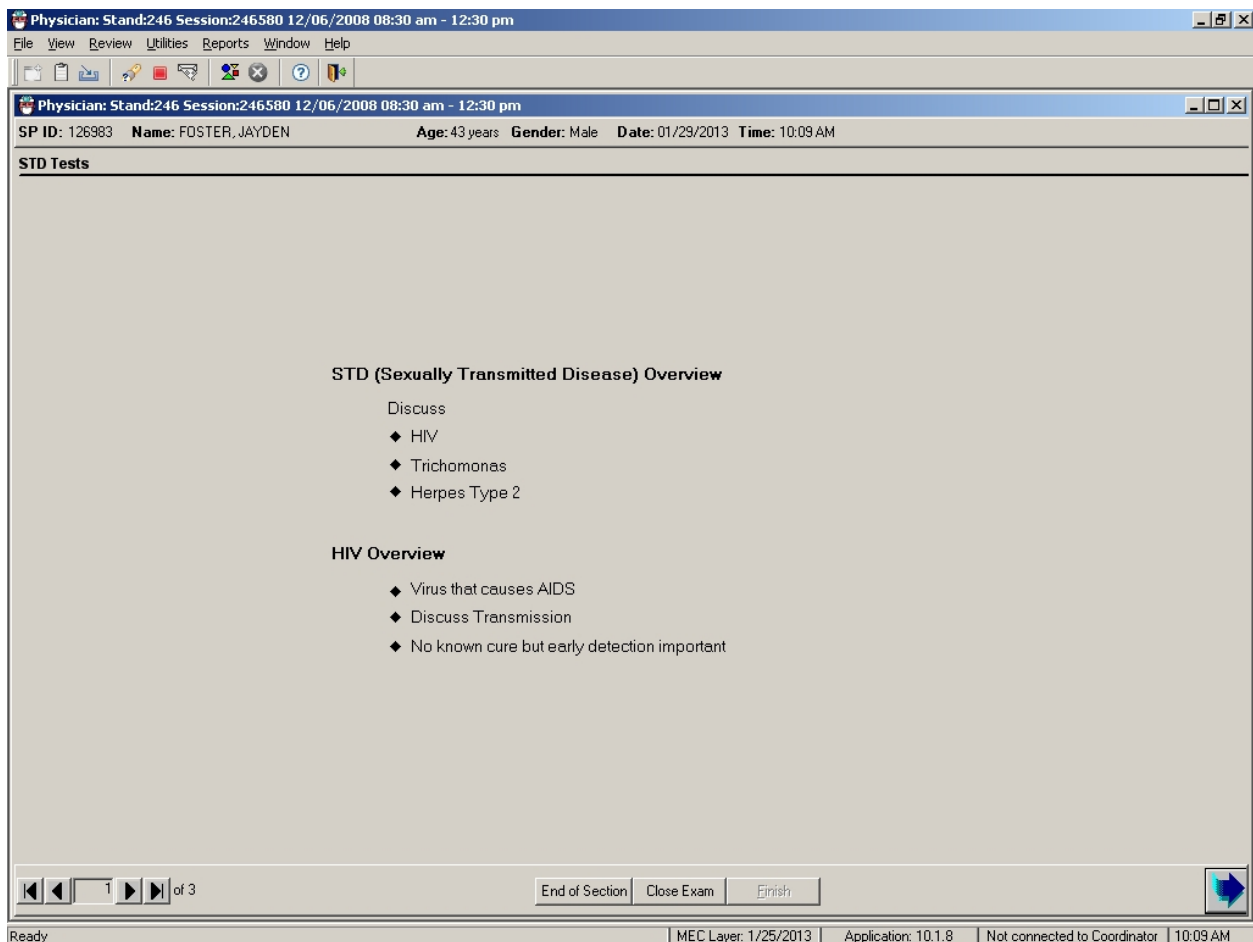 Physician: Stand:246 Session:246580 12/06/2008 08:30 am - 12:30 pm
File View Review Utilities Reports Window Help
Physician: Stand:246 Session:246580 12/06/2008 08:30 am - 12:30 pm
SP ID: 126983 Name: FOSTER, JAYDEN Age: 43 years Gender: Male Date: 01/29/2013 Time: 10:09 AM
STD Tests
STD (Sexually Transmitted Disease) Overview
Discuss
◆ HIV
◆ Trichomonas
◆ Herpes Type 2
HIV Overview
◆ Virus that causes AIDS
◆ Discuss Transmission
◆ No known cure but early detection important
1 of 3 End of Section Close Exam Finish
Ready MEC Layer: 1/25/2013 Application: 10.1.8 Not connected to Coordinator 10:09 AM